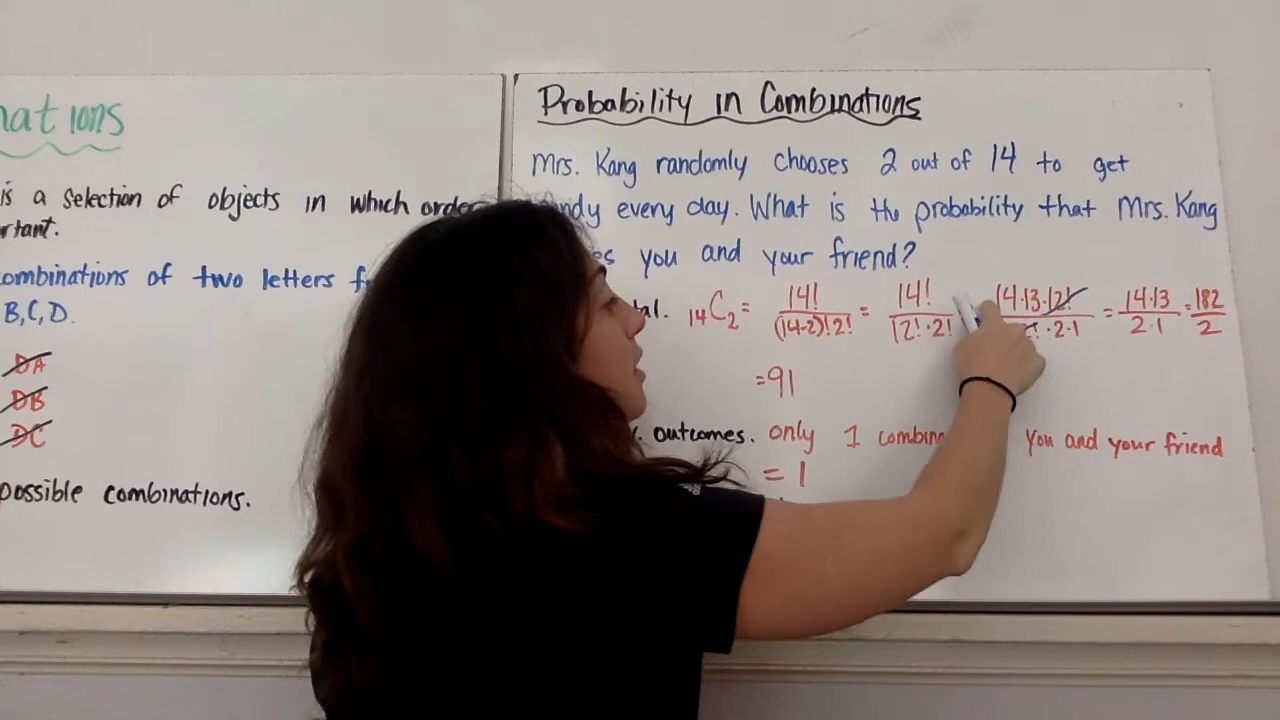 nations
is a selection of objects in which order
rtant.
ombinations of two letters f
B,C,D.
DA
DB
DC
possible combinations.
Probability in Combinations
Mrs. Kang randomly chooses 2 out of 14 to get
ndy every day. What is the probability that Mrs. Kang
es you and your friend?
al. 14C2 = 14!/(14-2)!2! = 14!/12!·2! 14·13·12!/!·2·1 = 14·13/2·1 = 182/2
=91
outcomes. only 1 combin you and your friend
= 1